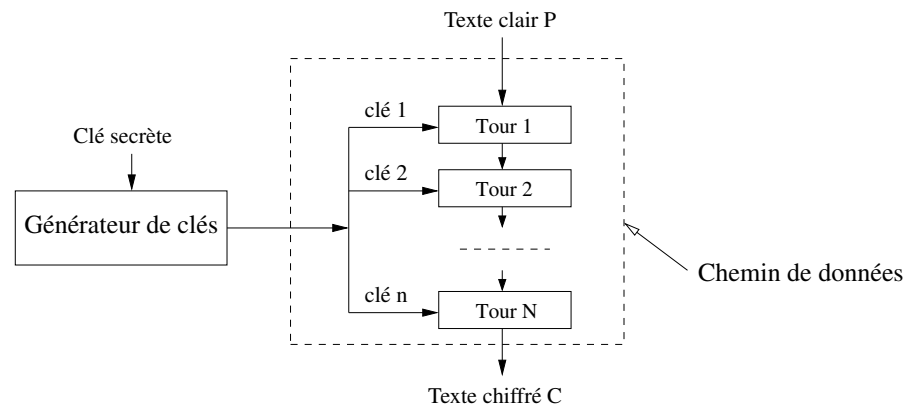 Texte clair P
clé 1
Tour 1
Clé secrète
clé 2
Tour 2
Générateur de clés
Chemin de données
clé n
Tour N
Texte chiffré C